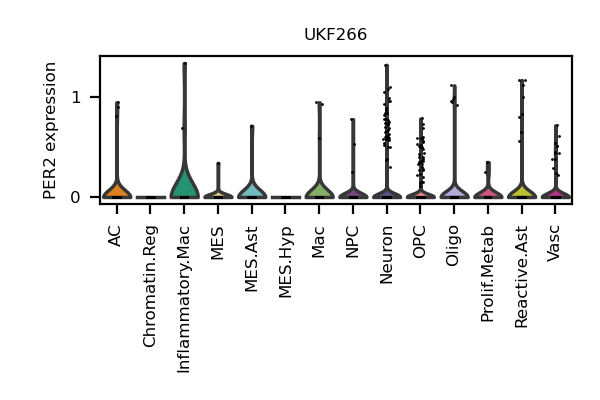 UKF266
PER2 expression
1
0
AC
Chromatin.Reg
Inflammatory.Mac
MES
MES.Ast
MES.Hyp
Mac
NPC
Neuron
OPC
Oligo
Prolif.Metab
Reactive.Ast
Vasc